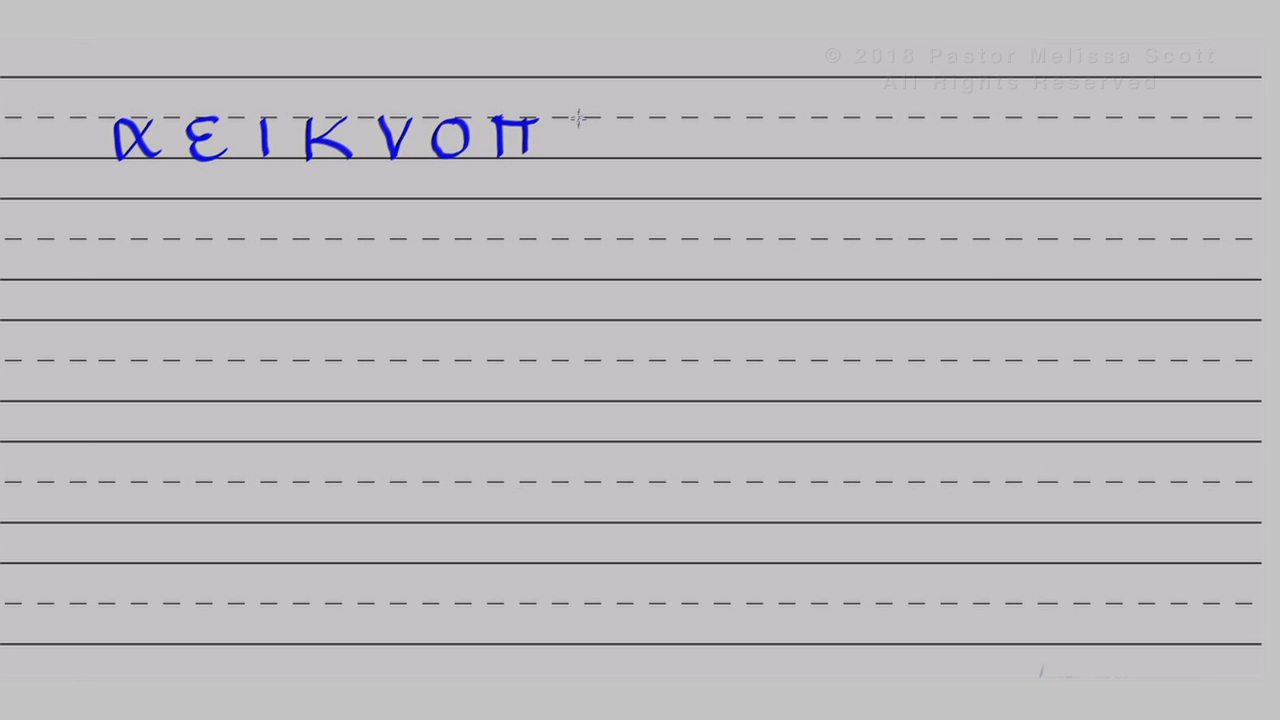 © 2018 Pastor Melissa Scott
All Rights Reserved
α ε ι κ ν ο π